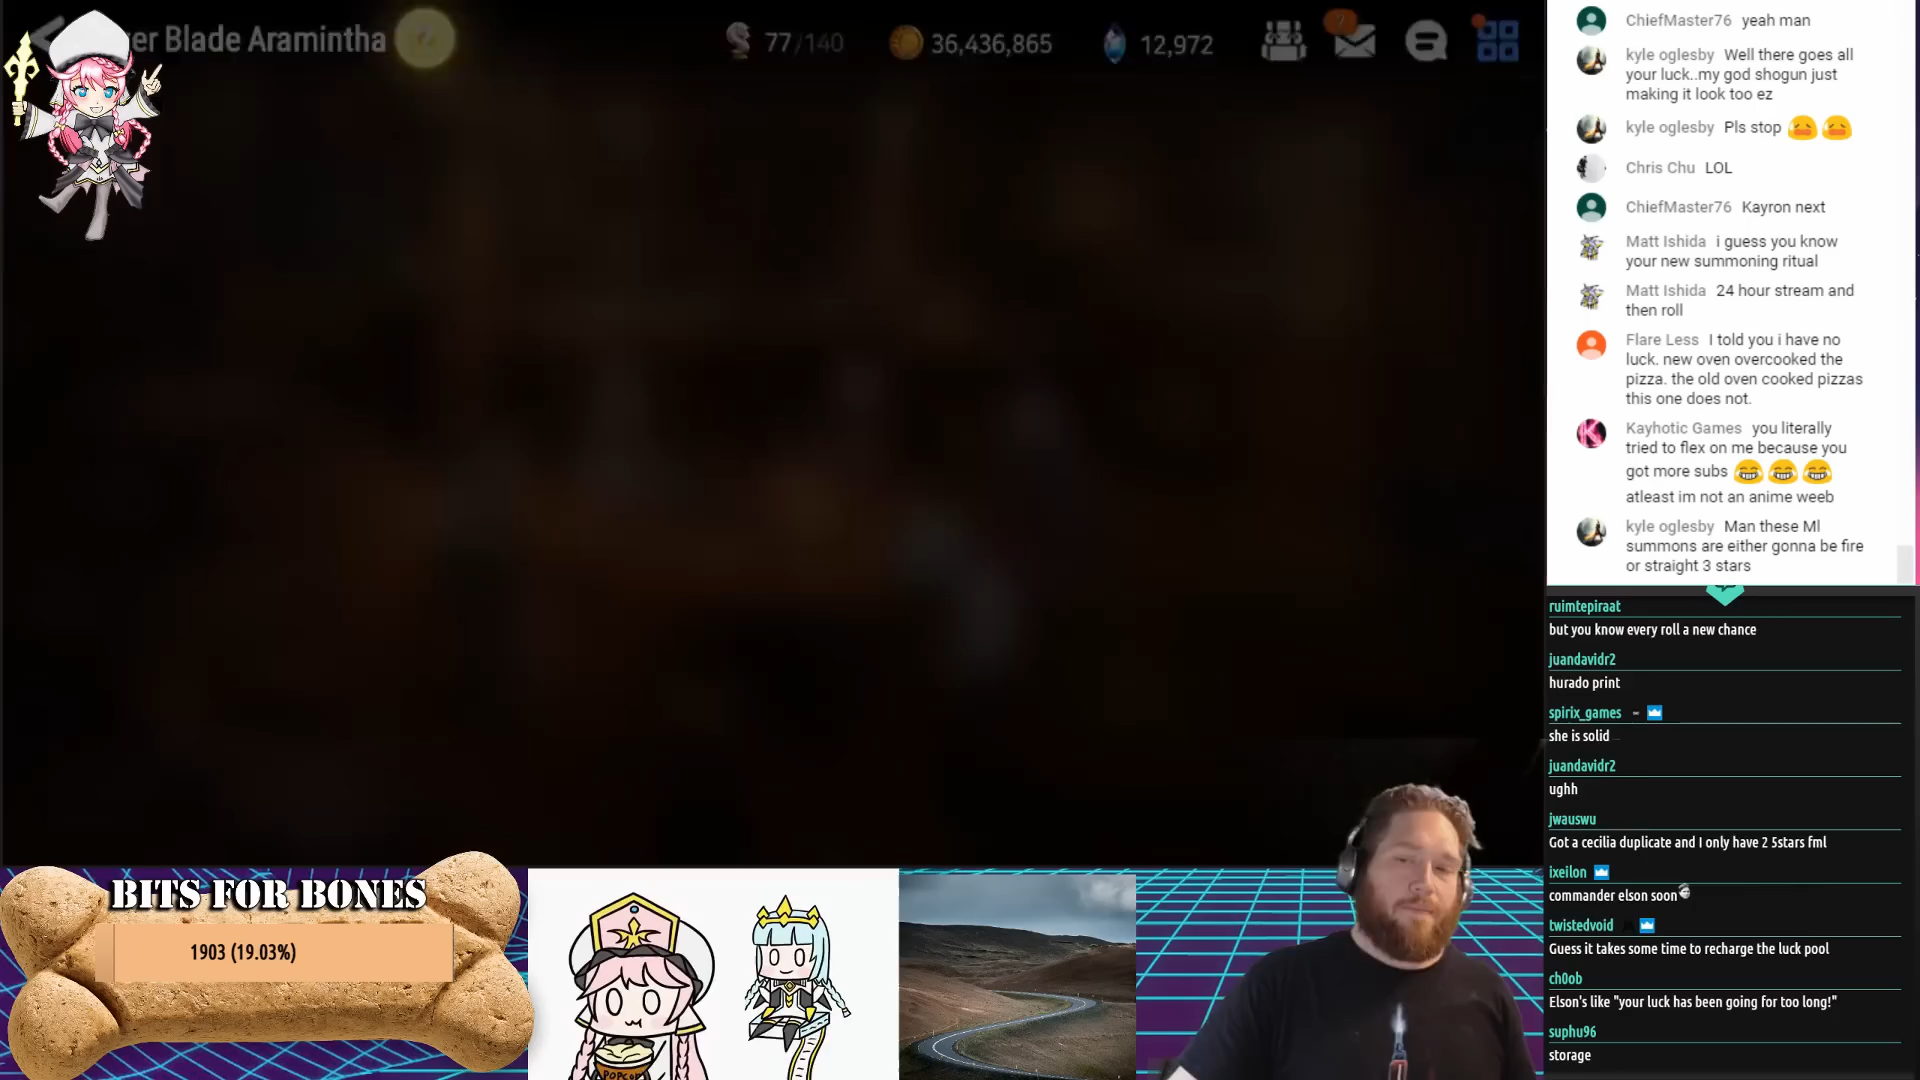 er Blade Aramintha
77/140
36,436,865
12,972
ChiefMaster76 yeah man
kyle oglesby Well there goes all
your luck..my god shogun just
making it look too ez
kyle oglesby Pls stop
Chris Chu LOL
ChiefMaster76 Kayron next
Matt Ishida i guess you know
your new summoning ritual
Matt Ishida 24 hour stream and
then roll
Flare Less I told you i have no
luck. new oven overcooked the
pizza. the old oven cooked pizzas
this one does not.
Kayhotic Games you literally
tried to flex on me because you
got more subs
atleast im not an anime weeb
kyle oglesby Man these Ml
summons are either gonna be fire
or straight 3 stars
ruimtepiraat
but you know every roll a new chance
juandavidr2
hurado print
spirix_games
she is solid
juandavidr2
ughh
jwauswu
Got a cecilia duplicate and I only have 2 5stars fml
ixeilon
commander elson soon
twistedvoid
Guess it takes some time to recharge the luck pool
ch0ob
Elson's like "your luck has been going for too long!"
suphu96
storage
BITS FOR BONES
1903 (19.03%)
POPCO